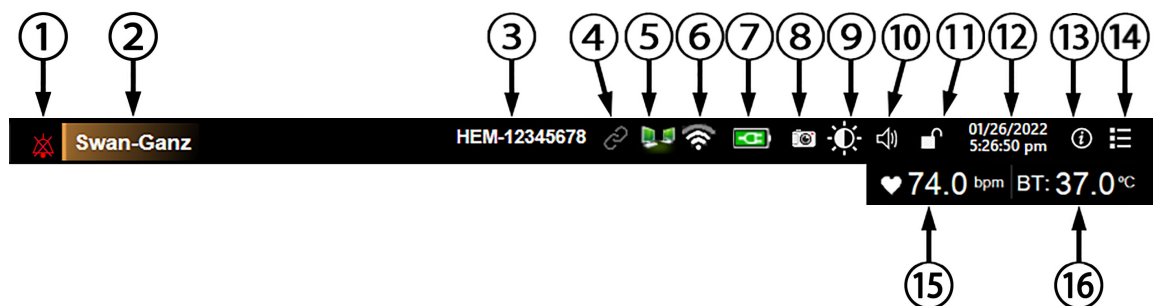 ① ② ③ ④ ⑤ ⑥ ⑦ ⑧ ⑨ ⑩ ⑪ ⑫ ⑬ ⑭
Swan-Ganz HEM-12345678 01/26/2022
5:26:50 pm
74.0 bpm BT: 37.0 °C
⑮ ⑯